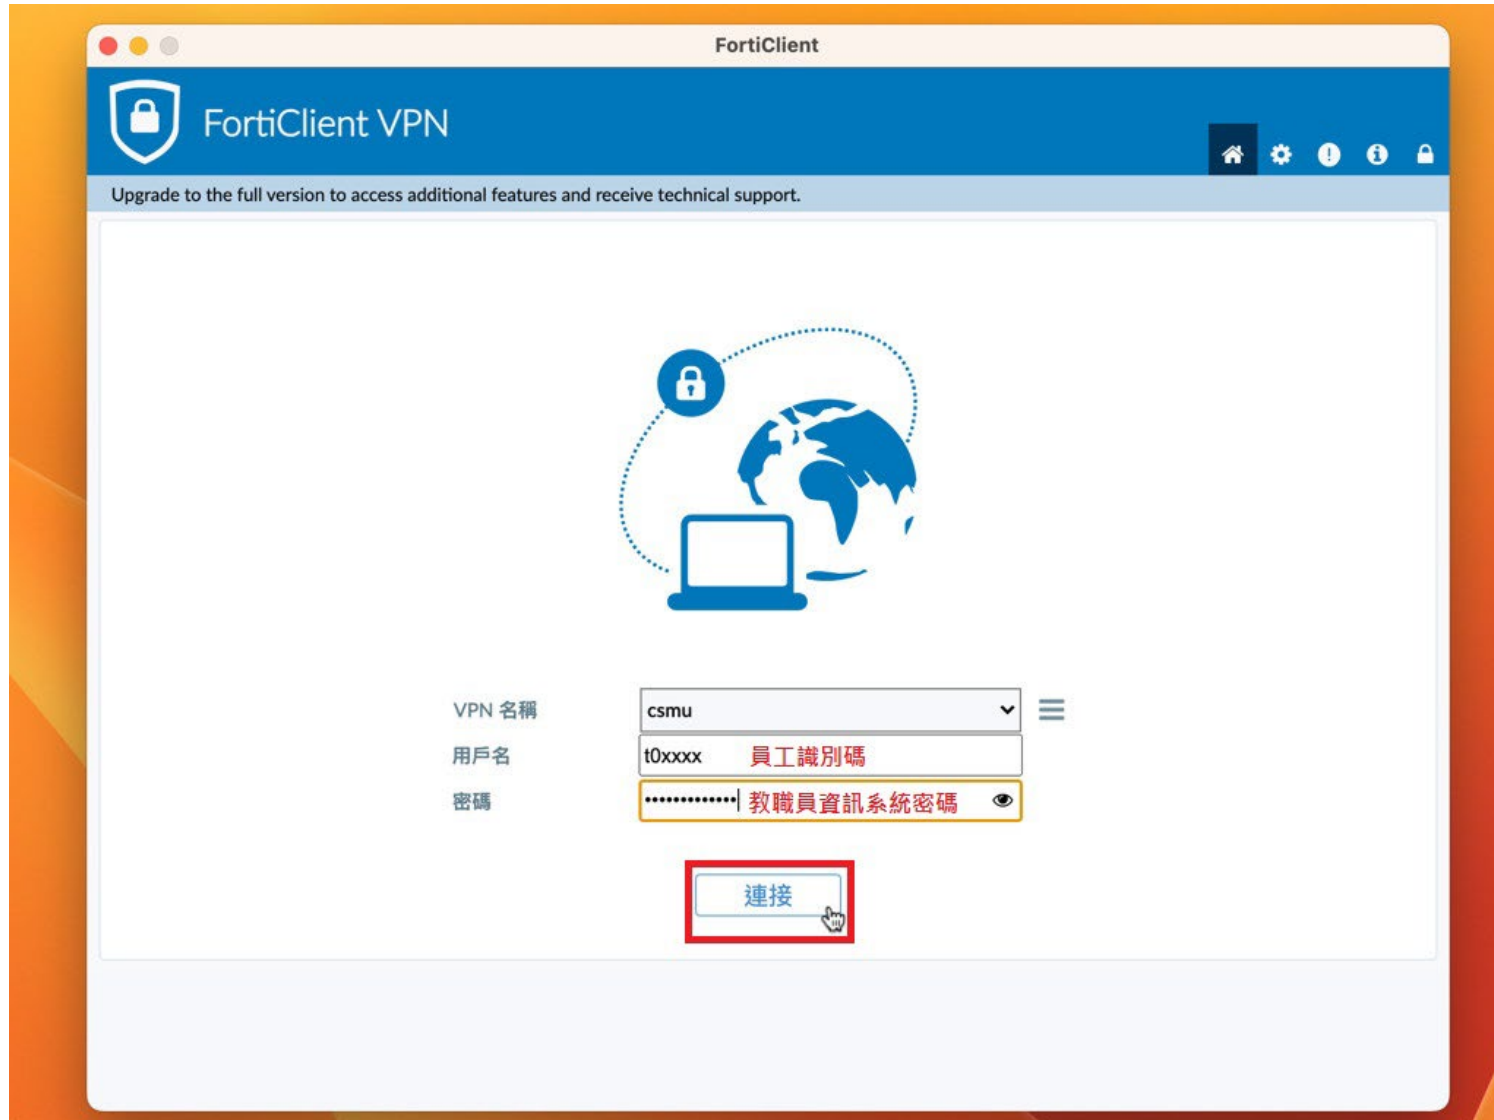 FortiClient
FortiClient VPN
Upgrade to the full version to access additional features and receive technical support.
VPN 名稱
csmu
用戶名
t0xxxx 員工識別碼
密碼
••••••••••••• 教職員資訊系統密碼
連接